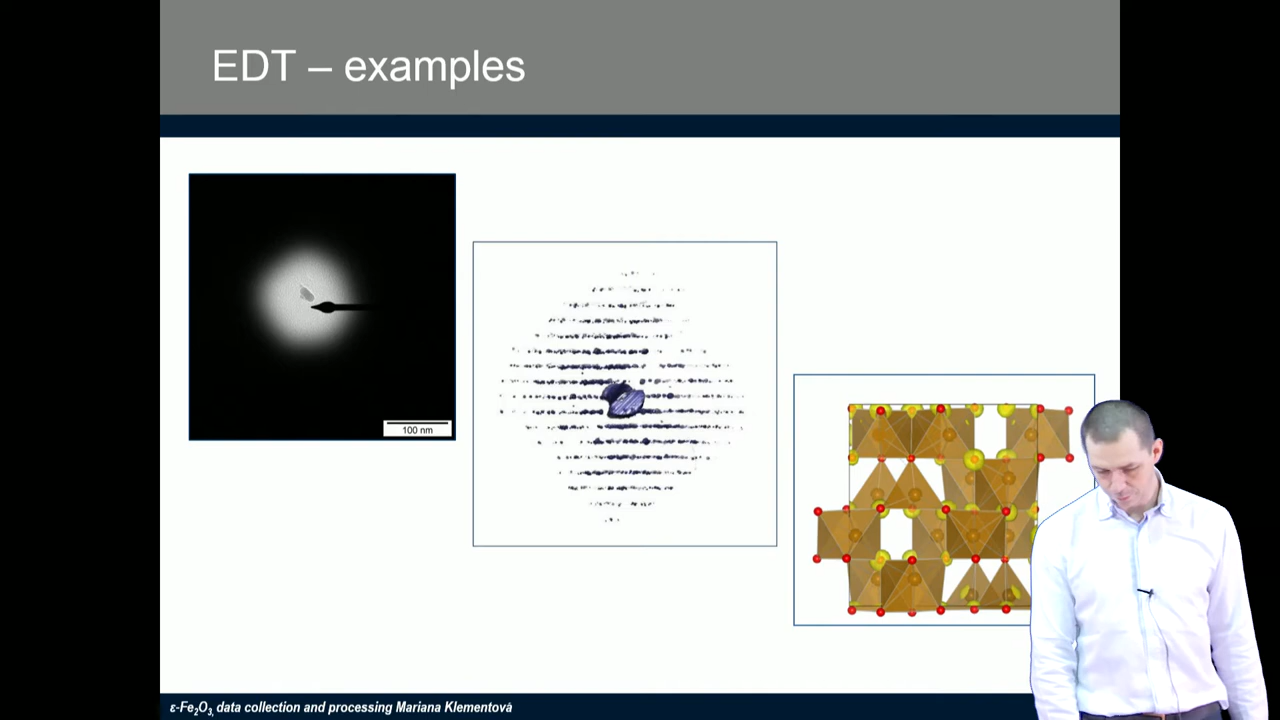 EDT – examples
100 nm
ε-Fe₂O₃, data collection and processing Mariana Klementová